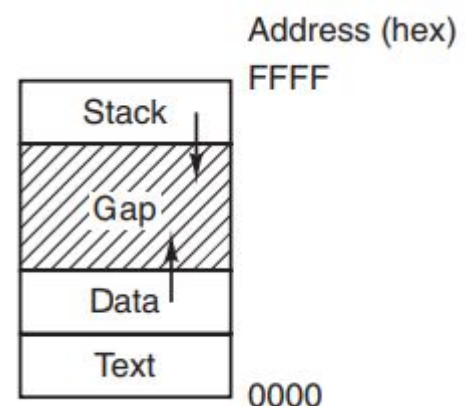 Address (hex)
FFFF
Stack
Gap
Data
Text
0000